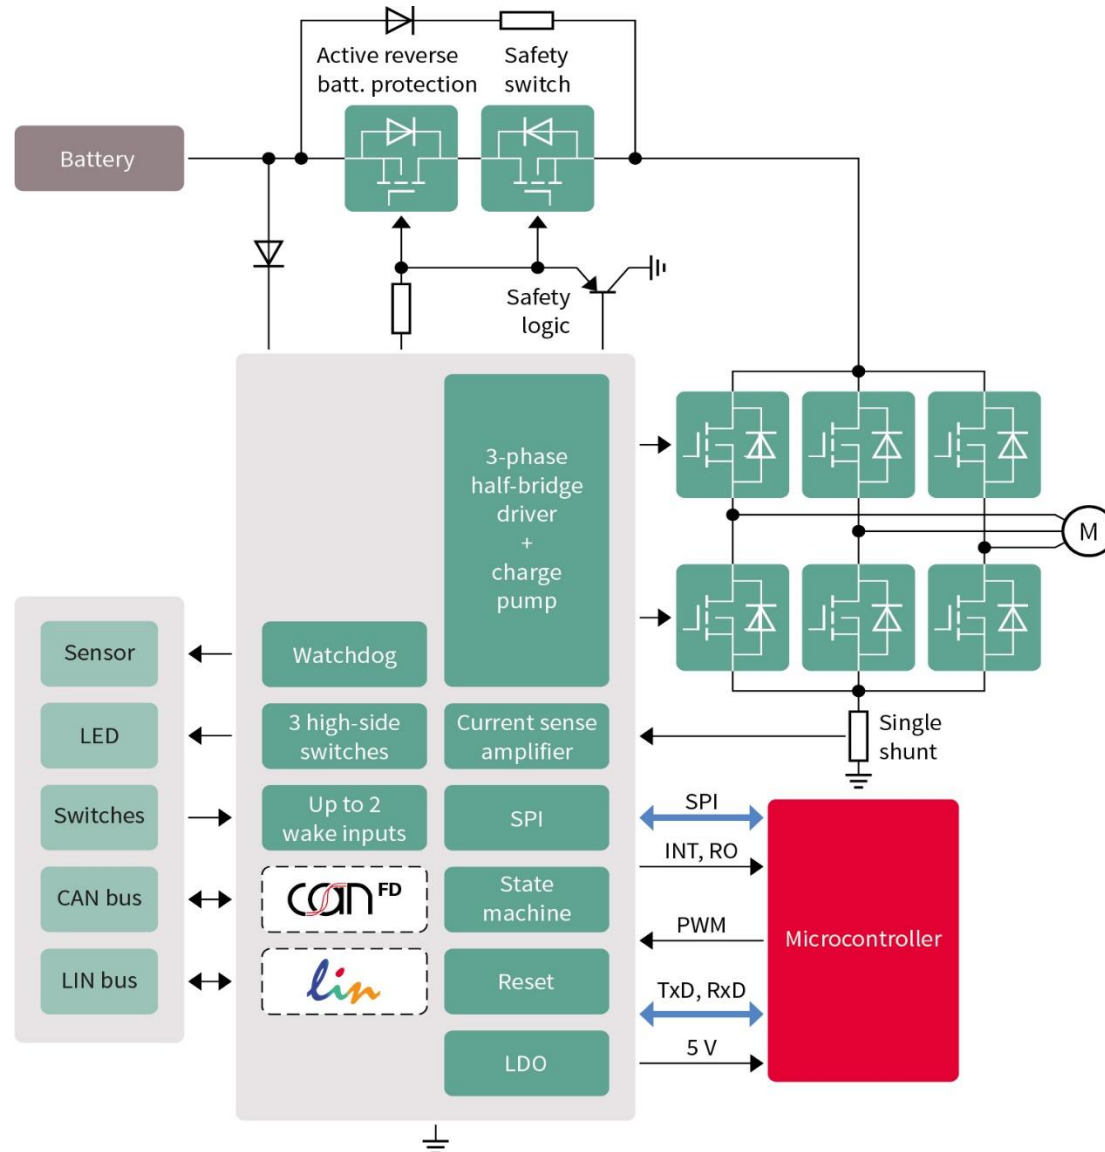 Active reverse
batt. protection
Safety
switch
Battery
Safety
logic
3-phase
half-bridge
driver
+
charge
pump
M
Sensor
Watchdog
LED
3 high-side
switches
Current sense
amplifier
Single
shunt
Switches
Up to 2
wake inputs
SPI
SPI
INT, RO
CAN bus
CAN FD
State
machine
PWM
Microcontroller
LIN bus
lin
Reset
TxD, RxD
LDO
5 V